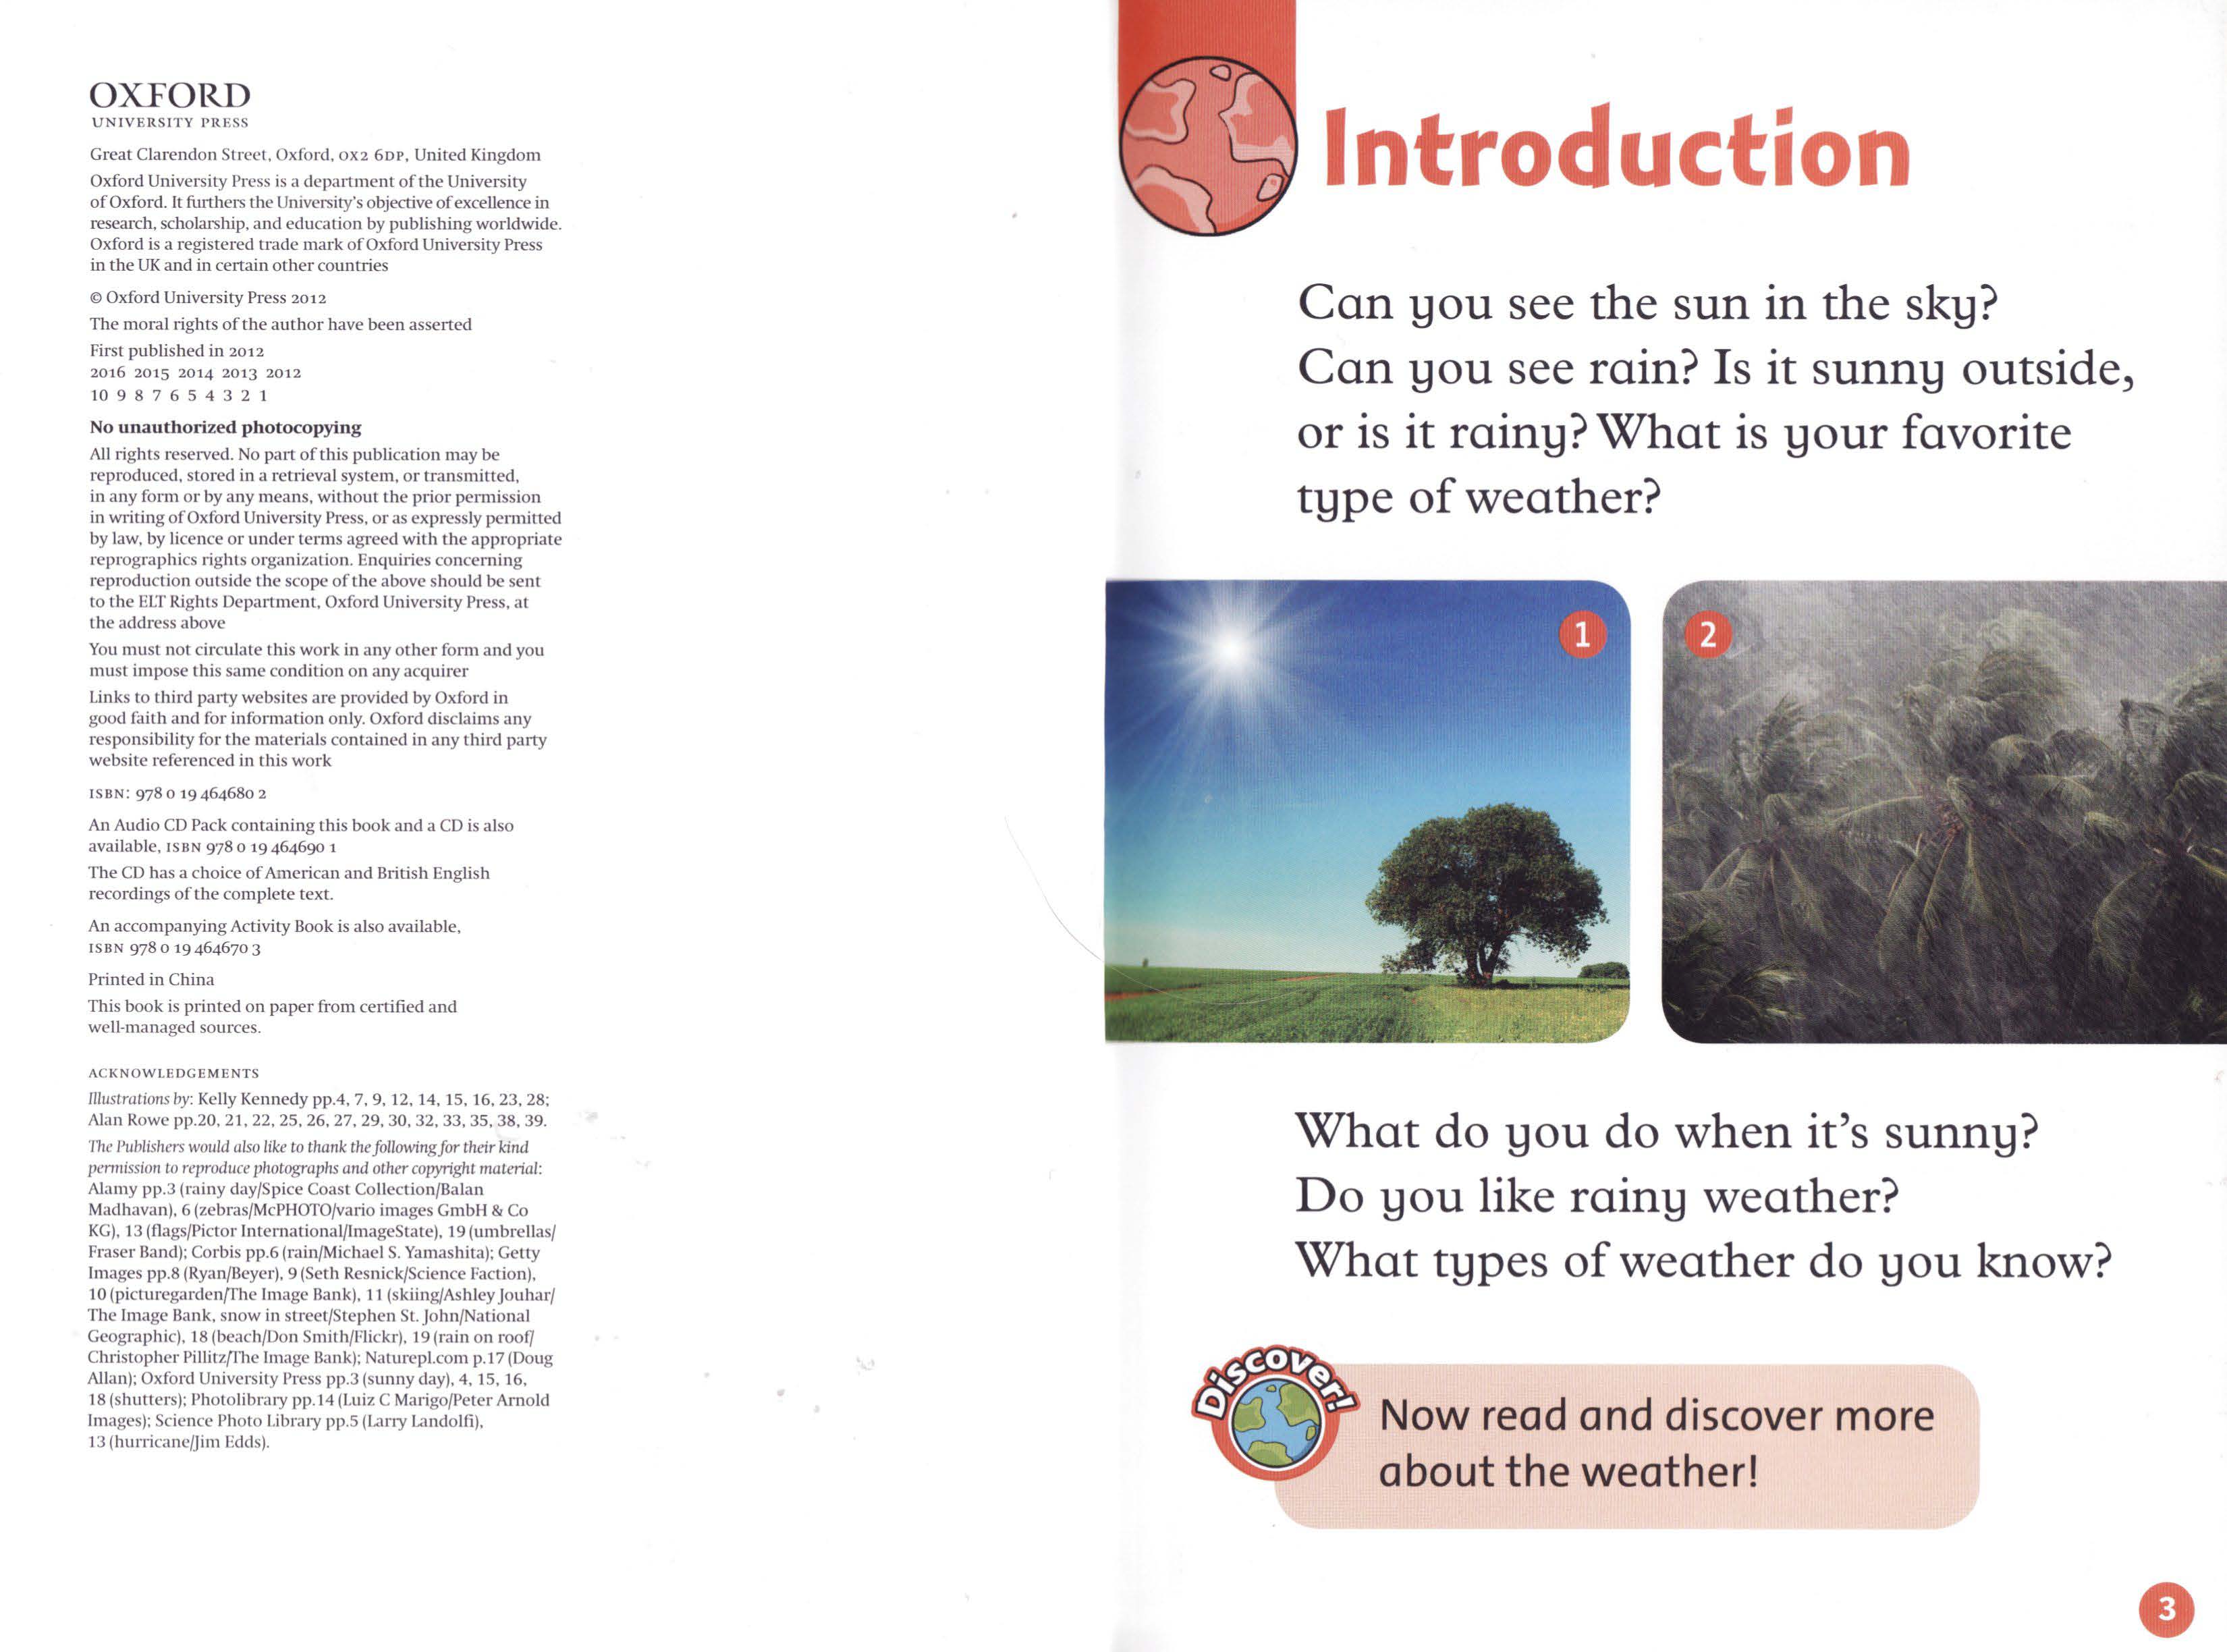 OXFORD
UNIVERSITY PRESS
Great Clarendon Street, Oxford, OX2 6DP, United Kingdom
Oxford University Press is a department of the University
of Oxford. It furthers the University's objective of excellence in
research, scholarship, and education by publishing worldwide.
Oxford is a registered trade mark of Oxford University Press
in the UK and in certain other countries
© Oxford University Press 2012
The moral rights of the author have been asserted
First published in 2012
2016 2015 2014 2013 2012
10 9 8 7 6 5 4 3 2 1
No unauthorized photocopying
All rights reserved. No part of this publication may be
reproduced, stored in a retrieval system, or transmitted,
in any form or by any means, without the prior permission
in writing of Oxford University Press, or as expressly permitted
by law, by licence or under terms agreed with the appropriate
reprographics rights organization. Enquiries concerning
reproduction outside the scope of the above should be sent
to the ELT Rights Department, Oxford University Press, at
the address above
You must not circulate this work in any other form and you
must impose this same condition on any acquirer
Links to third party websites are provided by Oxford in
good faith and for information only. Oxford disclaims any
responsibility for the materials contained in any third party
website referenced in this work
ISBN: 978 0 19 464680 2
An Audio CD Pack containing this book and a CD is also
available, ISBN 978 0 19 464690 1
The CD has a choice of American and British English
recordings of the complete text.
An accompanying Activity Book is also available,
ISBN 978 0 19 464670 3
Printed in China
This book is printed on paper from certified and
well-managed sources.
ACKNOWLEDGEMENTS
Illustrations by: Kelly Kennedy pp.4, 7, 9, 12, 14, 15, 16, 23, 28;
Alan Rowe pp.20, 21, 22, 25, 26, 27, 29, 30, 32, 33, 35, 38, 39.
The Publishers would also like to thank the following for their kind
permission to reproduce photographs and other copyright material:
Alamy pp.3 (rainy day/Spice Coast Collection/Balan
Madhavan), 6 (zebras/McPHOTO/vario images GmbH & Co
KG), 13 (flags/Pictor International/ImageState), 19 (umbrellas/
Fraser Band); Corbis pp.6 (rain/Michael S. Yamashita); Getty
Images pp.8 (Ryan/Beyer), 9 (Seth Resnick/Science Faction),
10 (picturegarden/The Image Bank), 11 (skiing/Ashley Jouhar/
The Image Bank, snow in street/Stephen St. John/National
Geographic), 18 (beach/Don Smith/Flickr), 19 (rain on roof/
Christopher Pillitz/The Image Bank); Naturepl.com p.17 (Doug
Allan); Oxford University Press pp.3 (sunny day), 4, 15, 16,
18 (shutters); Photolibrary pp.14 (Luiz C Marigo/Peter Arnold
Images); Science Photo Library pp.5 (Larry Landolfi),
13 (hurricane/Jim Edds).
Introduction
Can you see the sun in the sky?
Can you see rain? Is it sunny outside,
or is it rainy? What is your favorite
type of weather?
1
2
What do you do when it's sunny?
Do you like rainy weather?
What types of weather do you know?
Discover!
Now read and discover more
about the weather!
3